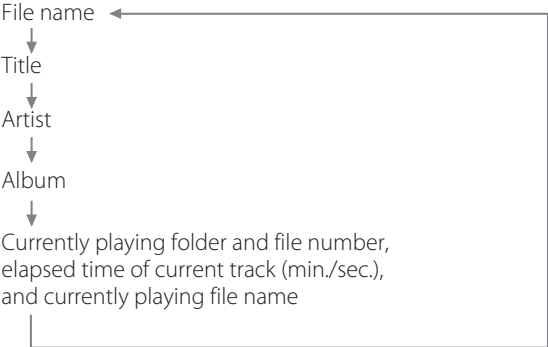 File name
Title
Artist
Album
Currently playing folder and file number,
elapsed time of current track (min./sec.),
and currently playing file name